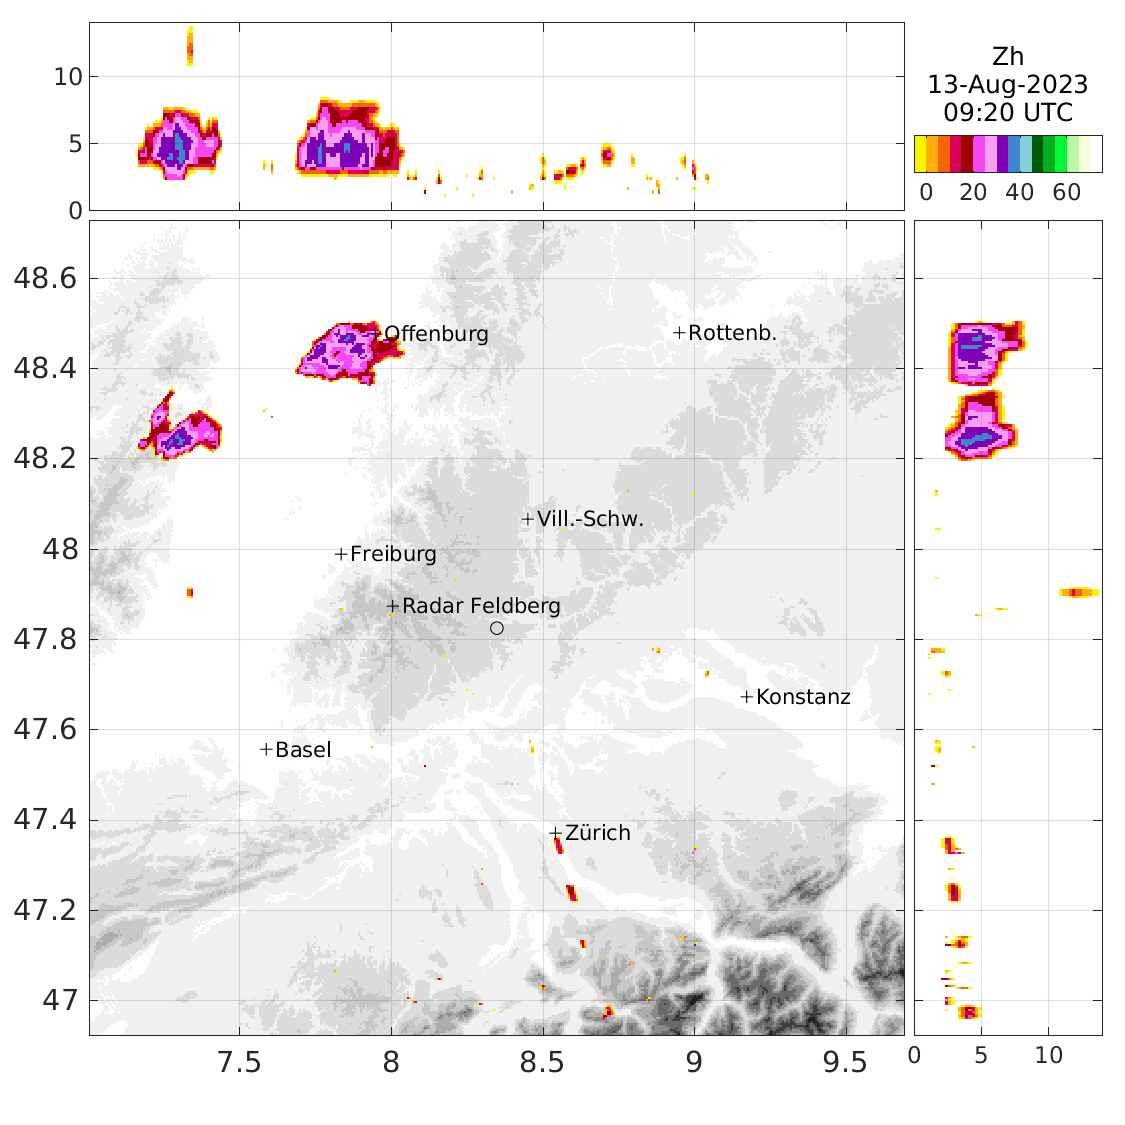 10
5
0
Zh
13-Aug-2023
09:20 UTC
0 20 40 60
48.6
48.4
48.2
48
47.8
47.6
47.4
47.2
47
Offenburg
Rottenb.
Vill.-Schw.
Freiburg
Radar Feldberg
Konstanz
Basel
Zürich
7.5 8 8.5 9 9.5
0 5 10